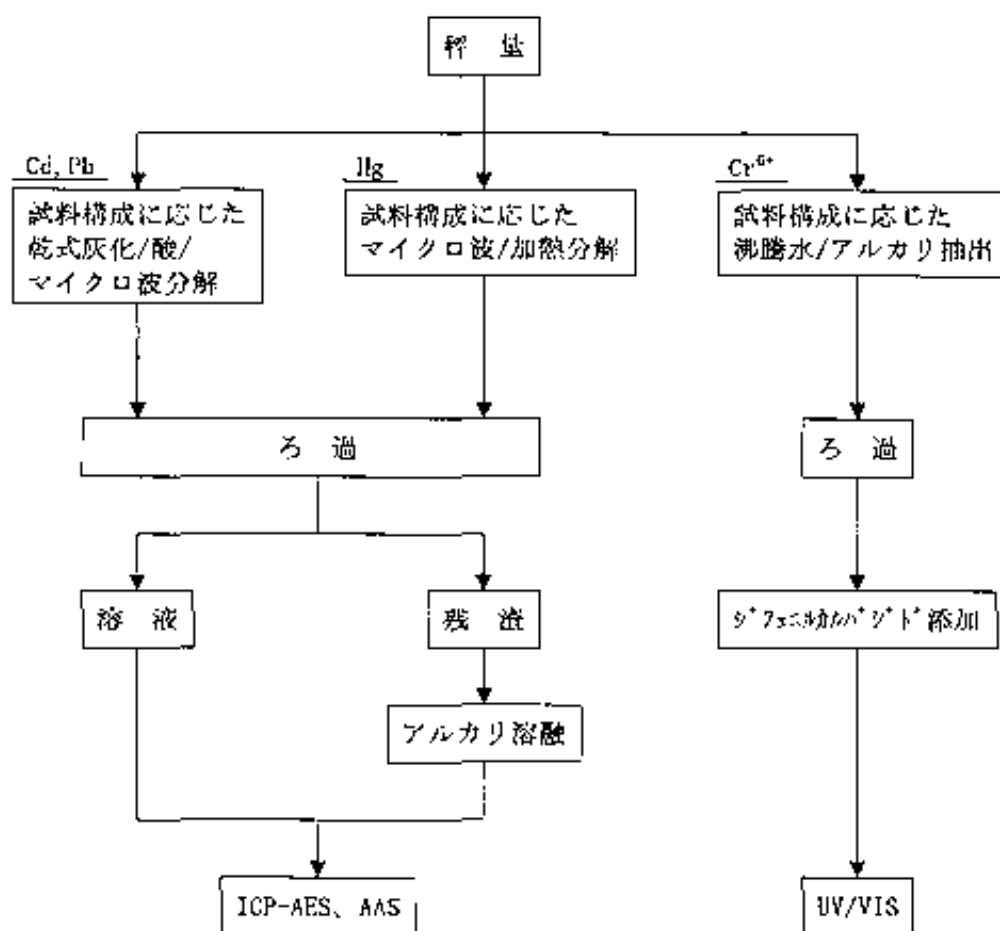 秤 量
Cd, Pb
試料構成に応じた
乾式灰化/酸/
マイクロ波分解
Hg
試料構成に応じた
マイクロ波/加熱分解
Cr6+
試料構成に応じた
沸騰水/アルカリ抽出
ろ 過
ろ 過
溶 液
残 渣
ジフェニルカルバジド添加
アルカリ溶融
ICP-AES、AAS
UV/VIS